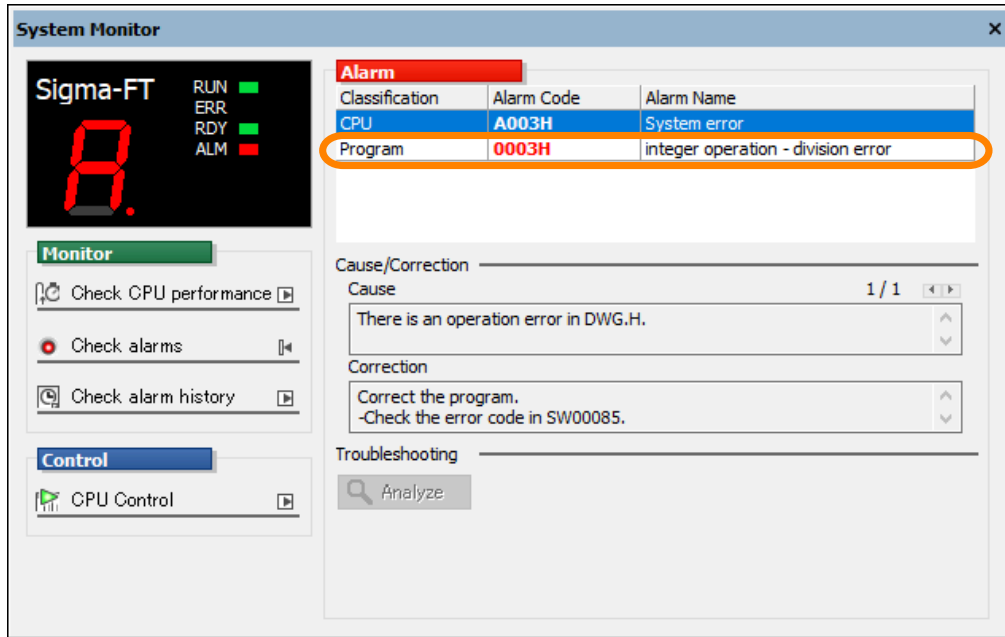 System Monitor
Sigma-FT
RUN
ERR
RDY
ALM
A.
Monitor
Check CPU performance
Check alarms
Check alarm history
Control
CPU Control
Alarm
Classification Alarm Code Alarm Name
CPU A003H System error
Program 0003H integer operation - division error
Cause/Correction
Cause 1 / 1
There is an operation error in DWG.H.
Correction
Correct the program.
-Check the error code in SW00085.
Troubleshooting
Analyze